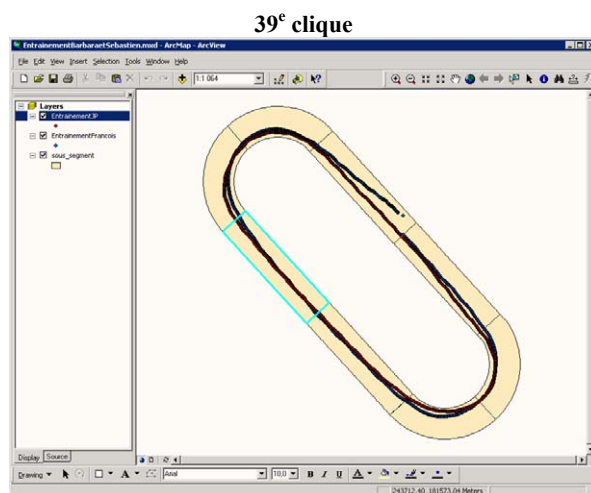 39e clique
EntrainementBarbaraetSebastien.mxd - ArcMap - ArcView
File Edit View Insert Selection Tools Window Help
1:1 064
Layers
EntrainementJP
EntrainementFrancois
sous_segment
Display Source
Drawing A Arial 10,0 B I U A
243712,40 181573,04 Meters